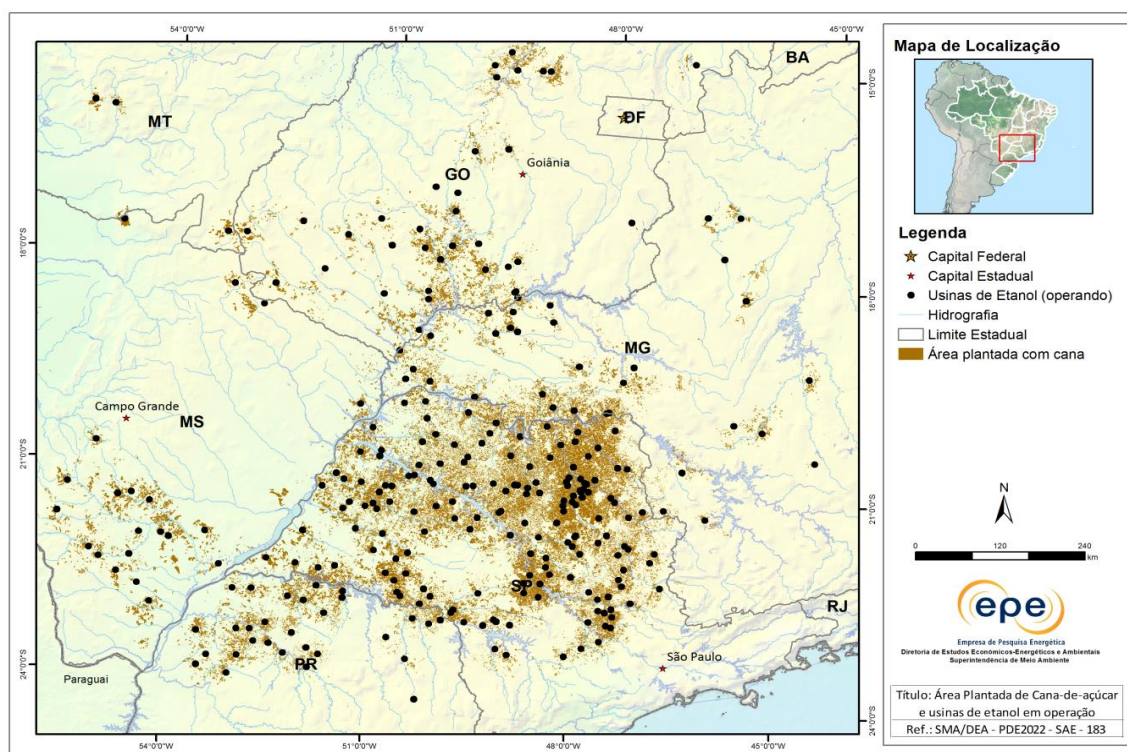 54°0'0"W
51°0'0"W
48°0'0"W
45°0'0"W
BA
15°0'0"S
DF
MT
Goiânia
GO
18°0'0"S
18°0'0"S
MG
Campo Grande
MS
21°0'0"S
21°0'0"S
SP
RJ
São Paulo
PR
24°0'0"S
Paraguai
24°0'0"S
54°0'0"W
51°0'0"W
48°0'0"W
45°0'0"W
Mapa de Localização
Legenda
Capital Federal
Capital Estadual
Usinas de Etanol (operando)
Hidrografia
Limite Estadual
Área plantada com cana
N
0 120 240
km
epe
Empresa de Pesquisa Energética
Diretoria de Estudos Econômicos-Energéticos e Ambientais
Superintendência de Meio Ambiente
Título: Área Plantada de Cana-de-açúcar
e usinas de etanol em operação
Ref.: SMA/DEA - PDE2022 - SAE - 183